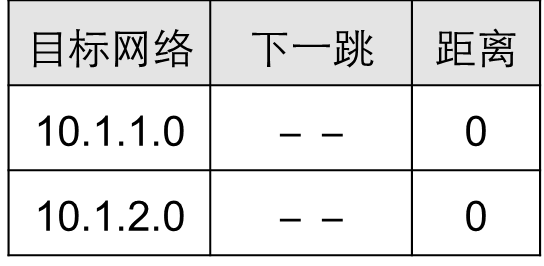 目标网络 下一跳 距离
10.1.1.0 – – 0
10.1.2.0 – – 0